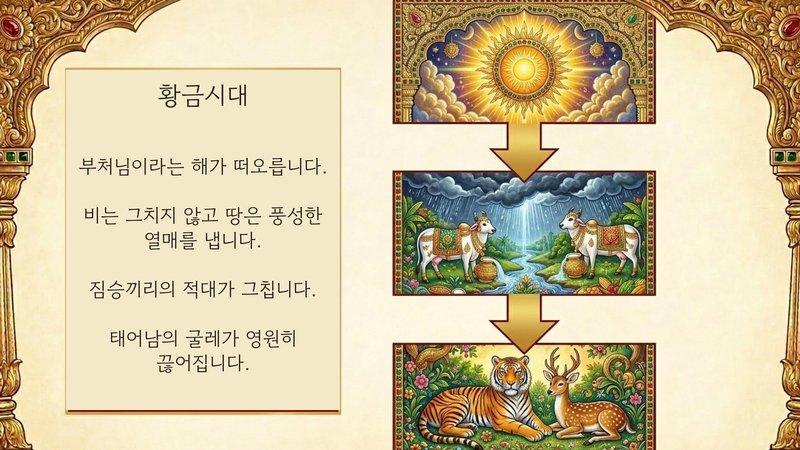 황금시대
부처님이라는 해가 떠오릅니다.
비는 그치지 않고 땅은 풍성한
열매를 냅니다.
짐승끼리의 적대가 그칩니다.
태어남의 굴레가 영원히
끊어집니다.